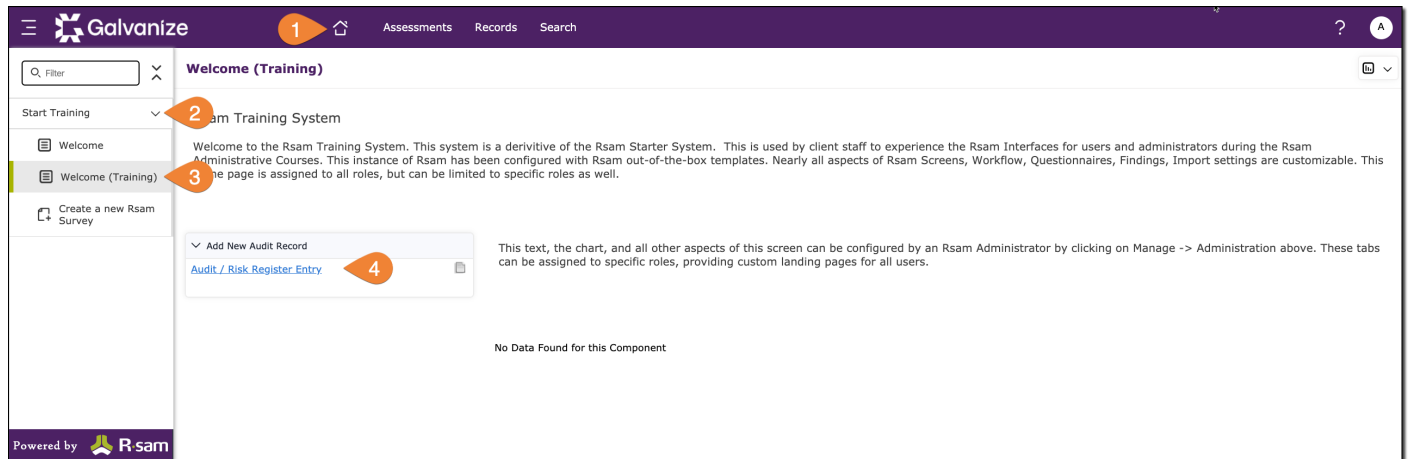 Galvanize
1
Assessments Records Search
?
A
Filter
Welcome (Training)
Start Training
2
am Training System
Welcome
Welcome to the Rsam Training System. This system is a derivitive of the Rsam Starter System. This is used by client staff to experience the Rsam Interfaces for users and administrators during the Rsam
Administrative Courses. This instance of Rsam has been configured with Rsam out-of-the-box templates. Nearly all aspects of Rsam Screens, Workflow, Questionnaires, Findings, Import settings are customizable. This
Welcome (Training)
3
page is assigned to all roles, but can be limited to specific roles as well.
Create a new Rsam
Survey
Add New Audit Record
Audit / Risk Register Entry
4
This text, the chart, and all other aspects of this screen can be configured by an Rsam Administrator by clicking on Manage -> Administration above. These tabs
can be assigned to specific roles, providing custom landing pages for all users.
No Data Found for this Component
Powered by Rsam